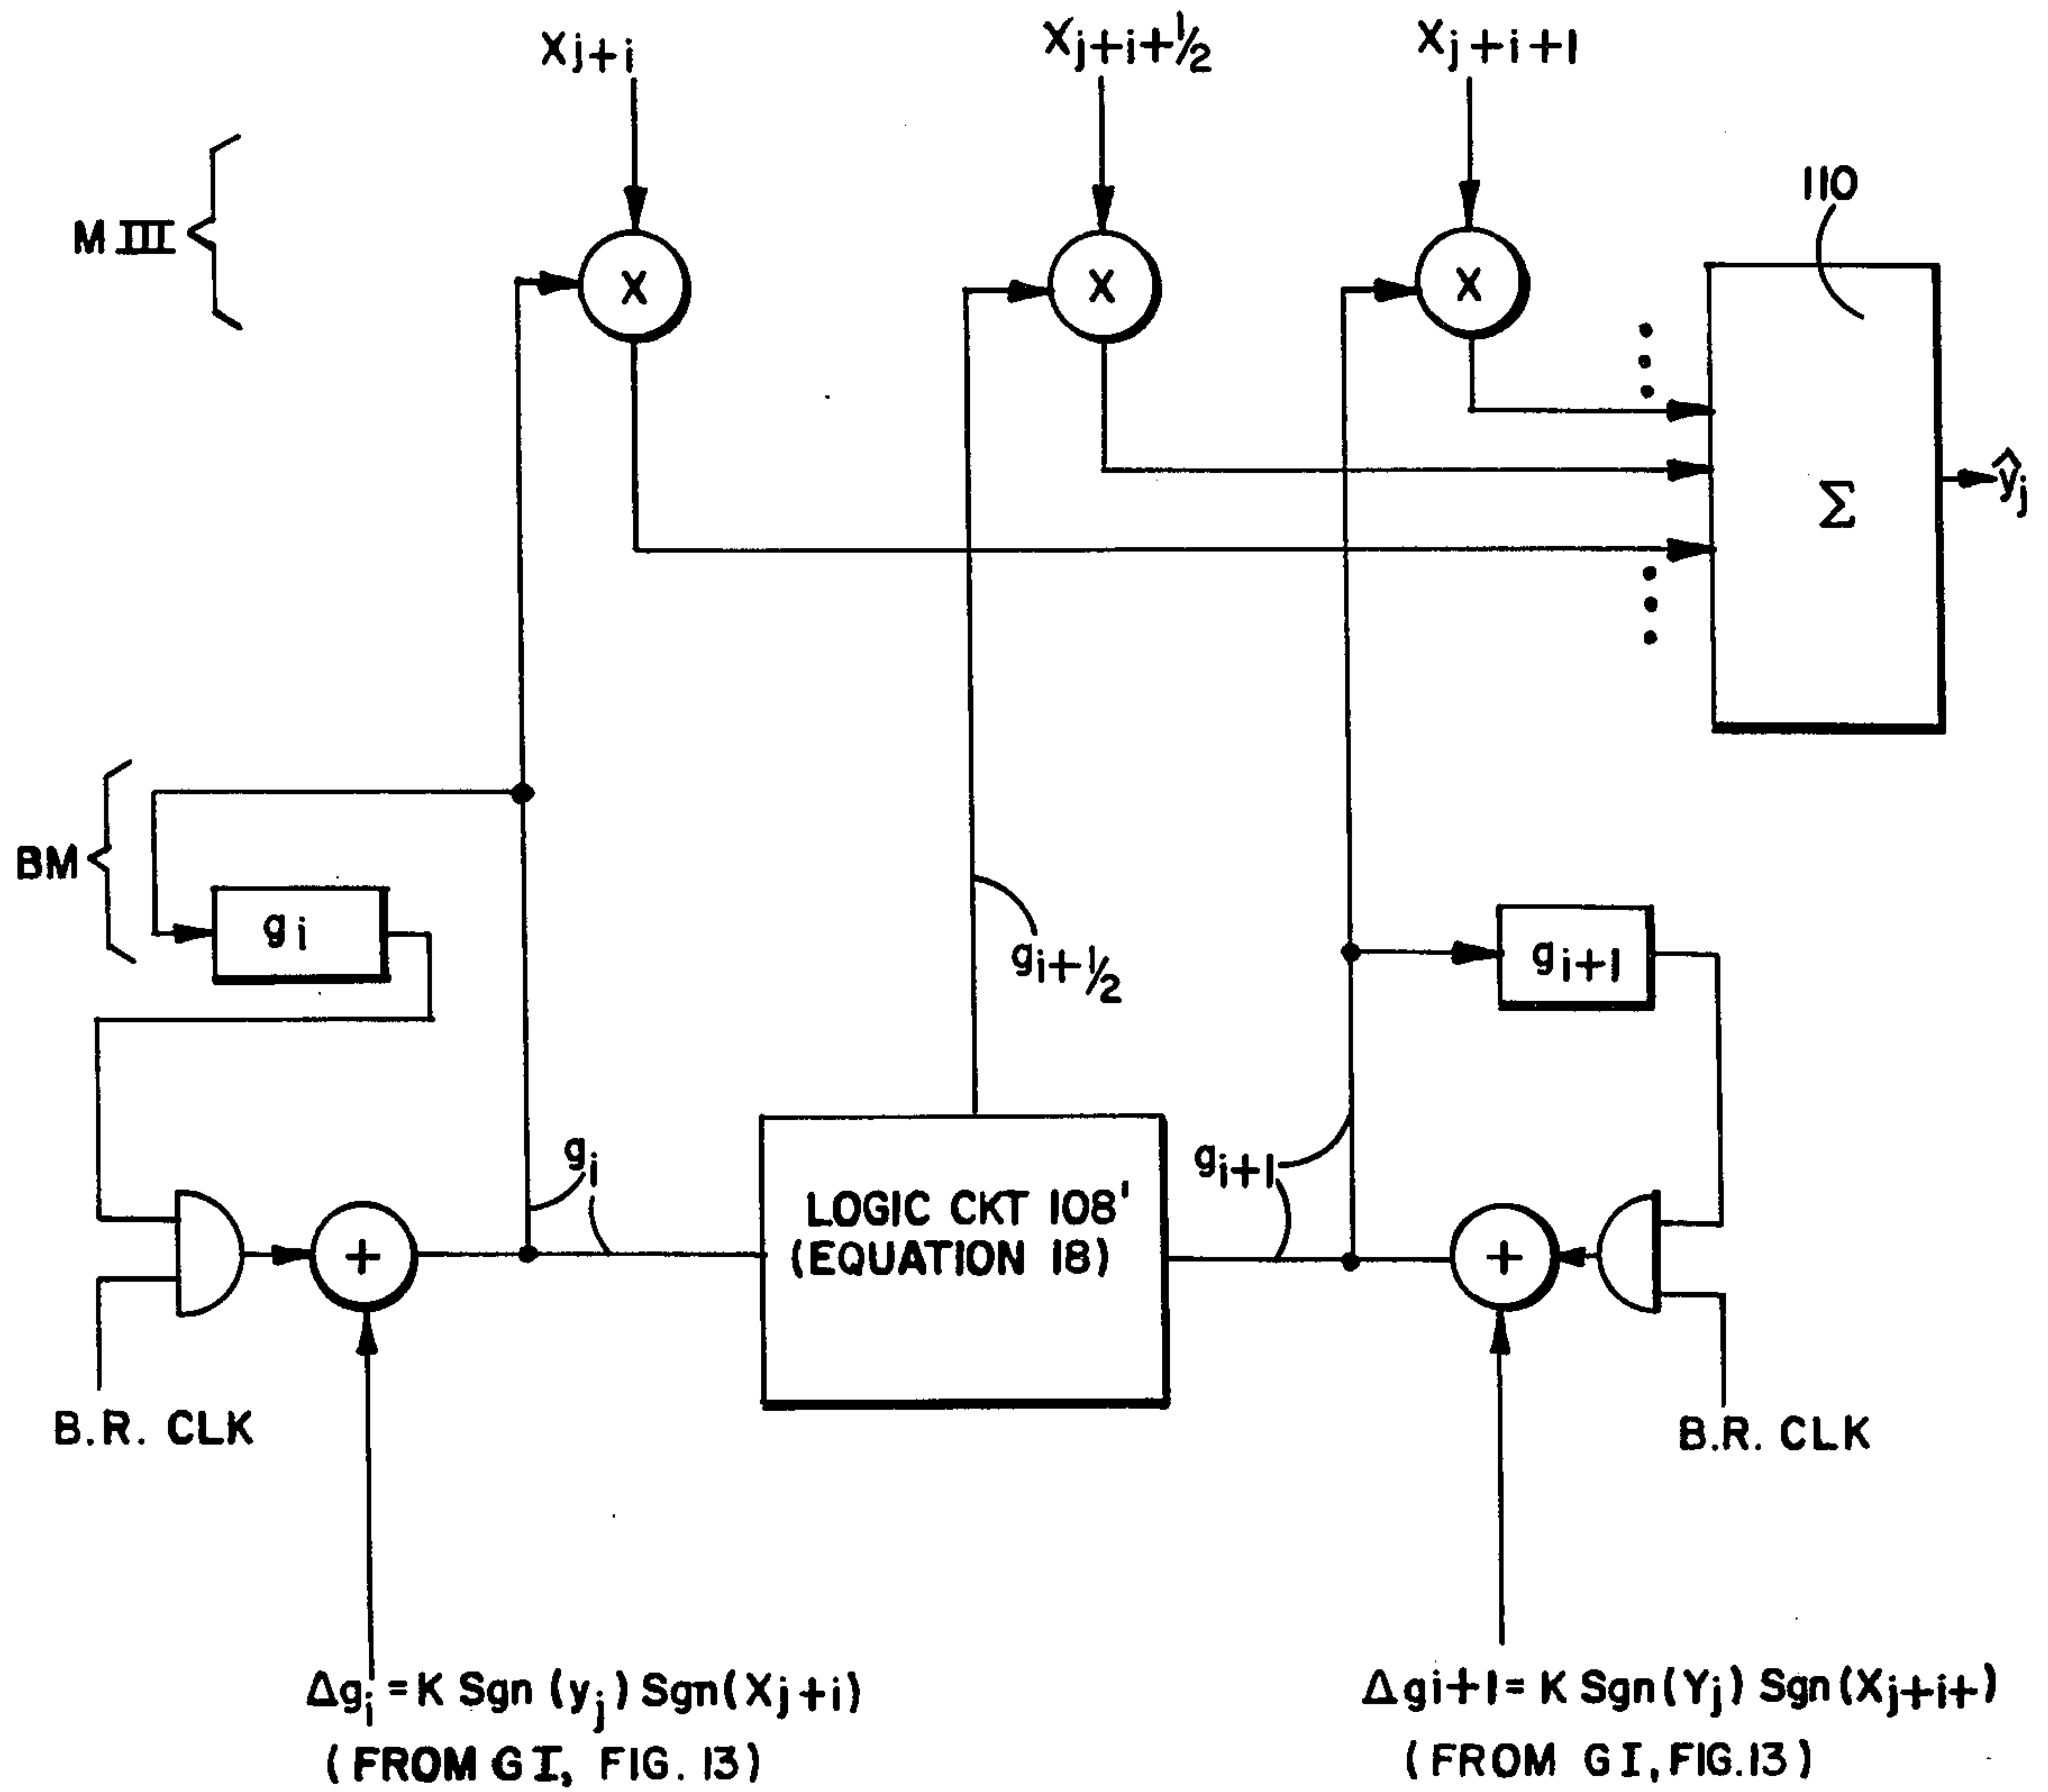 Xj+i
Xj+i+½
Xj+i+1
M III
110
X
X
X
Σ
ŷj
BM
gi
gi+½
gi+1
gi
gi+1
+
LOGIC CKT 108'
(EQUATION 18)
+
B.R. CLK
B.R. CLK
Δgi = K Sgn (yj) Sgn(Xj+i)
(FROM GI, FIG. 13)
Δgi+1= K Sgn(Yj) Sgn(Xj+i+)
(FROM GI, FIG.13)